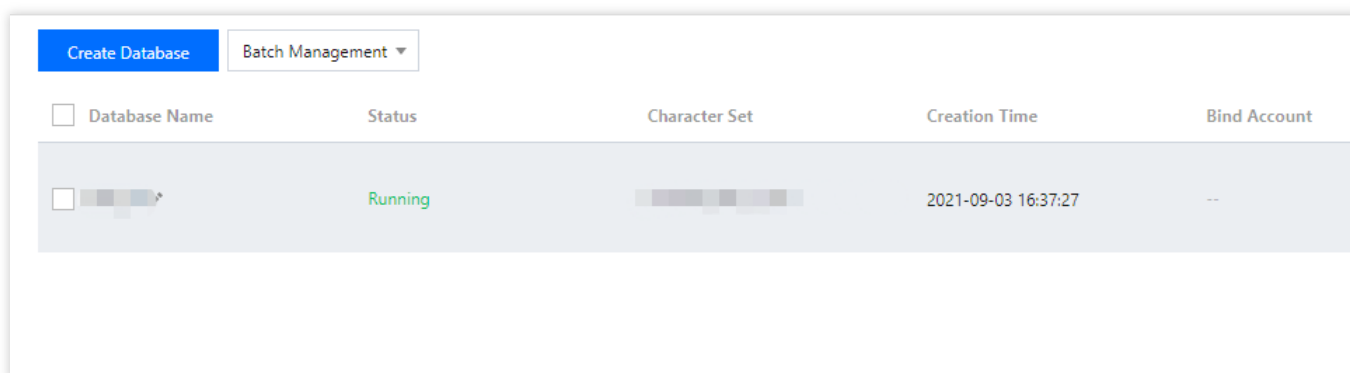 Create Database Batch Management
Database Name Status Character Set Creation Time Bind Account
Running 2021-09-03 16:37:27 --